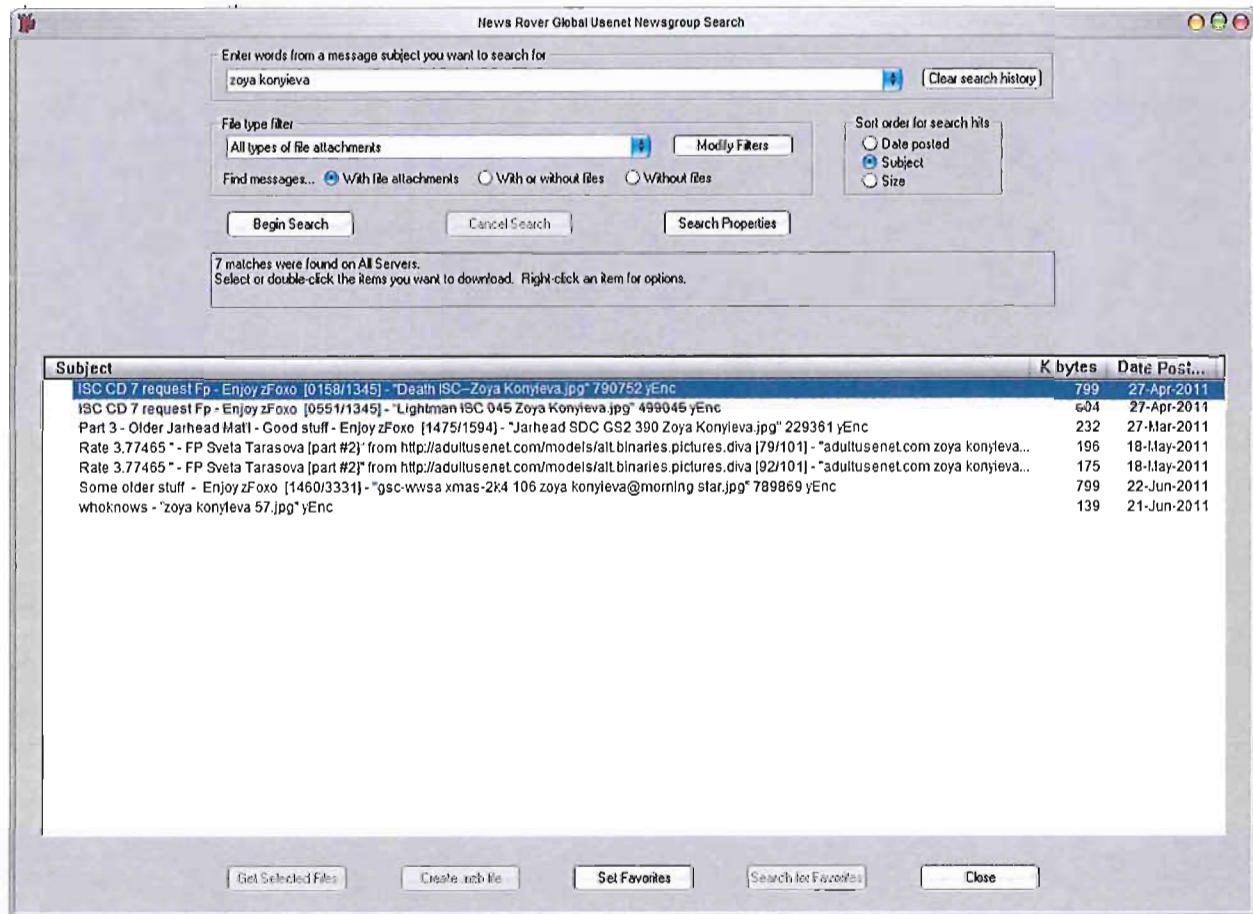 News Rover Global Usenet Newsgroup Search
Enter words from a message subject you want to search for
zoya konyieva
Clear search history
File type filter
All types of file attachments
Modify Filters
Sort order for search hits
Date posted
Subject
Size
Find messages... With file attachments With or without files Without files
Begin Search
Cancel Search
Search Properties
7 matches were found on All Servers.
Select or double-click the items you want to download. Right-click an item for options.
Subject K bytes Date Post...
ISC CD 7 request Fp - Enjoy zFoxo [0158/1345] - "Death ISC--Zoya Konyieva.jpg" 790752 yEnc 799 27-Apr-2011
ISC CD 7 request Fp - Enjoy zFoxo [0551/1345] - "Lightman ISC 045 Zoya Konyieva.jpg" 499045 yEnc 504 27-Apr-2011
Part 3 - Older Jarhead Mat'l - Good stuff - Enjoy zFoxo [1475/1594] - "Jarhead SDC GS2 390 Zoya Konyieva.jpg" 229361 yEnc 232 27-Mar-2011
Rate 3.77465 " - FP Sveta Tarasova [part #2]" from http://adultusenet.com/models/alt.binaries.pictures.diva [79/101] - "adultusenet.com zoya konyieva... 196 18-May-2011
Rate 3.77465 " - FP Sveta Tarasova [part #2]" from http://adultusenet.com/models/alt.binaries.pictures.diva [92/101] - "adultusenet.com zoya konyieva... 175 18-May-2011
Some older stuff - Enjoy zFoxo [1460/3331] - "gsc-wwsa xmas-2k4 106 zoya konyieva@morning star.jpg" 789869 yEnc 799 22-Jun-2011
whoknows - "zoya konyieva 57.jpg" yEnc 139 21-Jun-2011
Get Selected Files
Create .nzb file
Set Favorites
Search for Favorites
Close